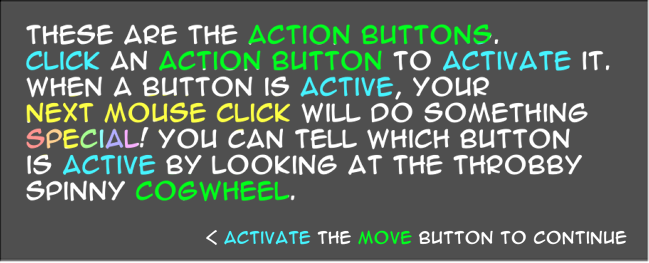 THESE ARE THE ACTION BUTTONS.
CLICK AN ACTION BUTTON TO ACTIVATE IT.
WHEN A BUTTON IS ACTIVE, YOUR
NEXT MOUSE CLICK WILL DO SOMETHING
SPECIAL! YOU CAN TELL WHICH BUTTON
IS ACTIVE BY LOOKING AT THE THROBBY
SPINNY COGWHEEL.
< ACTIVATE THE MOVE BUTTON TO CONTINUE